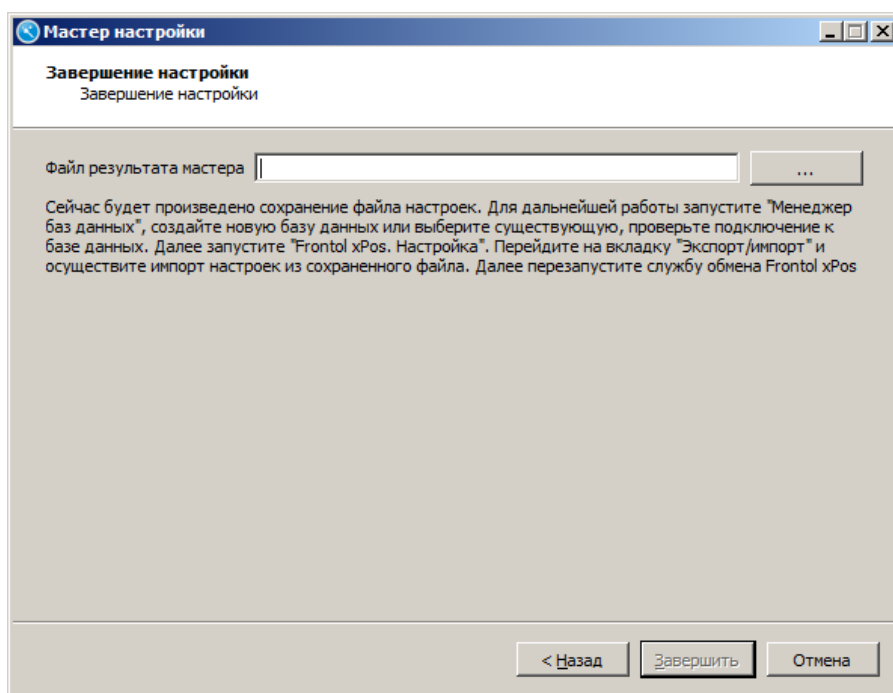 Мастер настройки
Завершение настройки
Завершение настройки
Файл результата мастера
...
Сейчас будет произведено сохранение файла настроек. Для дальнейшей работы запустите "Менеджер
баз данных", создайте новую базу данных или выберите существующую, проверьте подключение к
базе данных. Далее запустите "Frontol xPos. Настройка". Перейдите на вкладку "Экспорт/импорт" и
осуществите импорт настроек из сохраненного файла. Далее перезапустите службу обмена Frontol xPos
< Назад
Завершить
Отмена